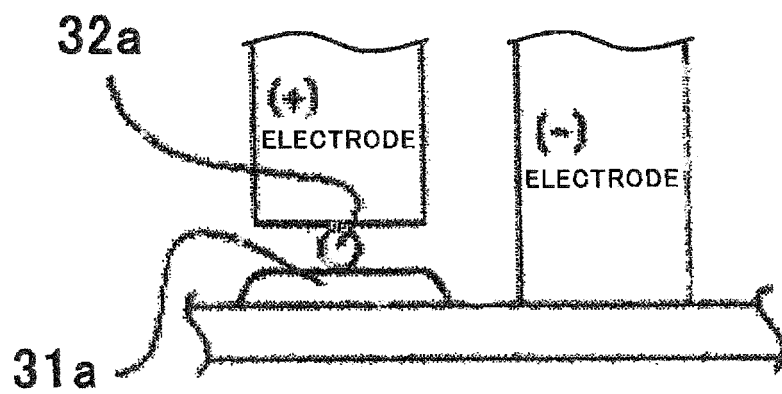 32a
(+)
ELECTRODE
(-)
ELECTRODE
31a